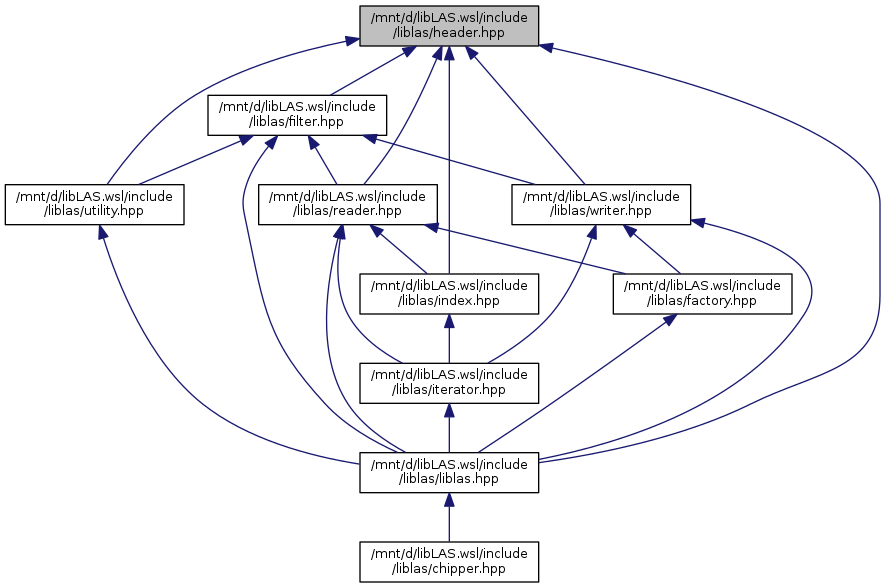 /mnt/d/libLAS.wsl/include
/liblas/header.hpp
/mnt/d/libLAS.wsl/include
/liblas/filter.hpp
/mnt/d/libLAS.wsl/include
/liblas/utility.hpp
/mnt/d/libLAS.wsl/include
/liblas/reader.hpp
/mnt/d/libLAS.wsl/include
/liblas/writer.hpp
/mnt/d/libLAS.wsl/include
/liblas/index.hpp
/mnt/d/libLAS.wsl/include
/liblas/factory.hpp
/mnt/d/libLAS.wsl/include
/liblas/iterator.hpp
/mnt/d/libLAS.wsl/include
/liblas/liblas.hpp
/mnt/d/libLAS.wsl/include
/liblas/chipper.hpp